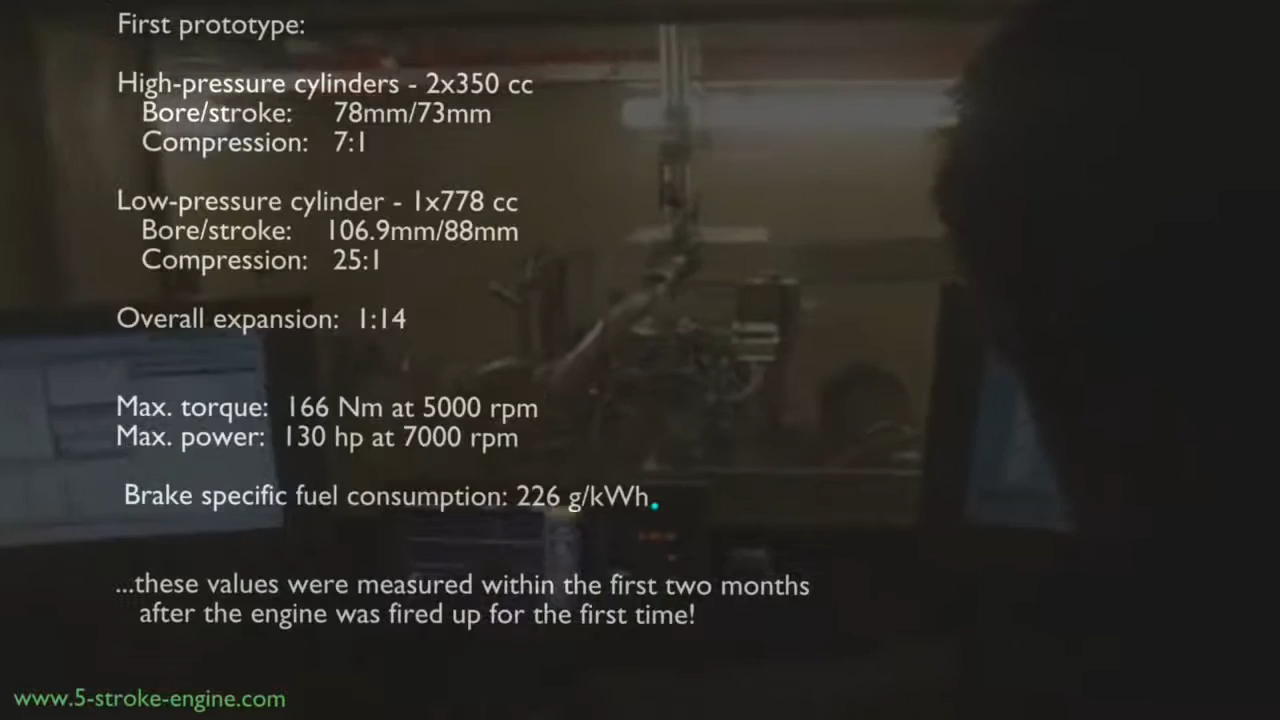 First prototype:
High-pressure cylinders - 2x350 cc
Bore/stroke: 78mm/73mm
Compression: 7:1
Low-pressure cylinder - 1x778 cc
Bore/stroke: 106.9mm/88mm
Compression: 25:1
Overall expansion: 1:14
Max. torque: 166 Nm at 5000 rpm
Max. power: 130 hp at 7000 rpm
Brake specific fuel consumption: 226 g/kWh.
...these values were measured within the first two months
after the engine was fired up for the first time!
www.5-stroke-engine.com